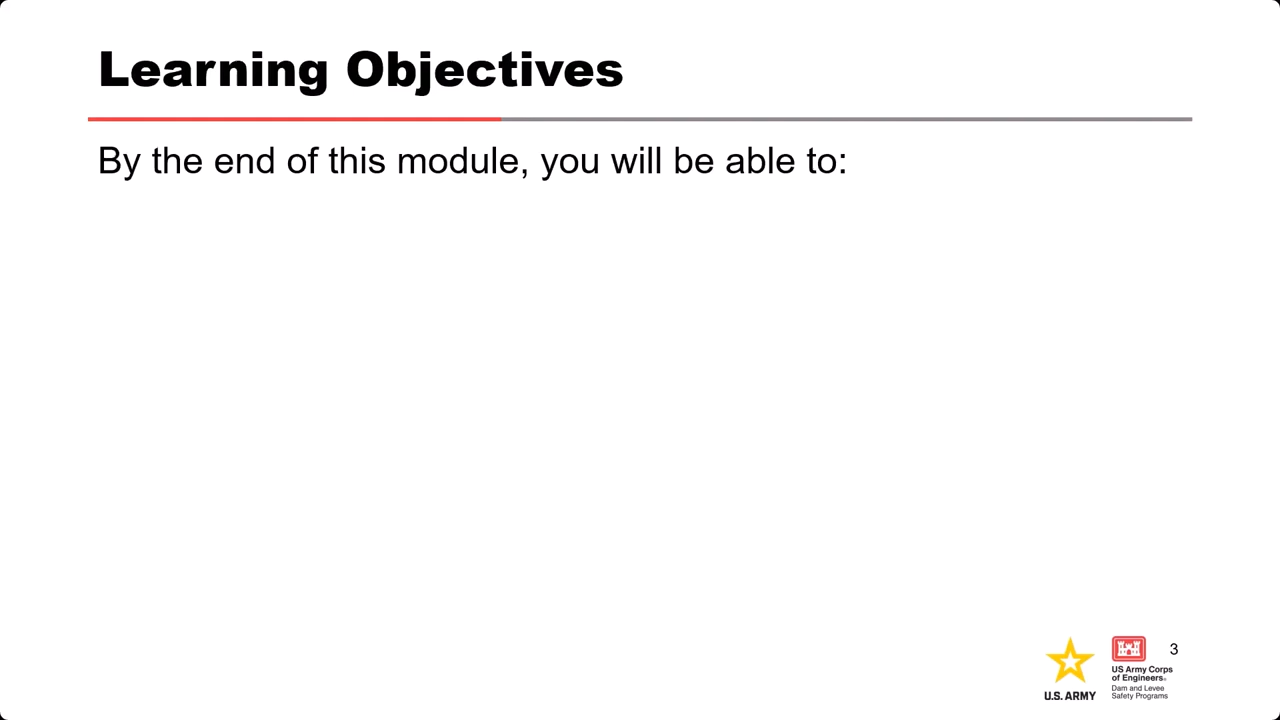 Learning Objectives
By the end of this module, you will be able to:
3
U.S. ARMY
US Army Corps
of Engineers®
Dam and Levee
Safety Programs